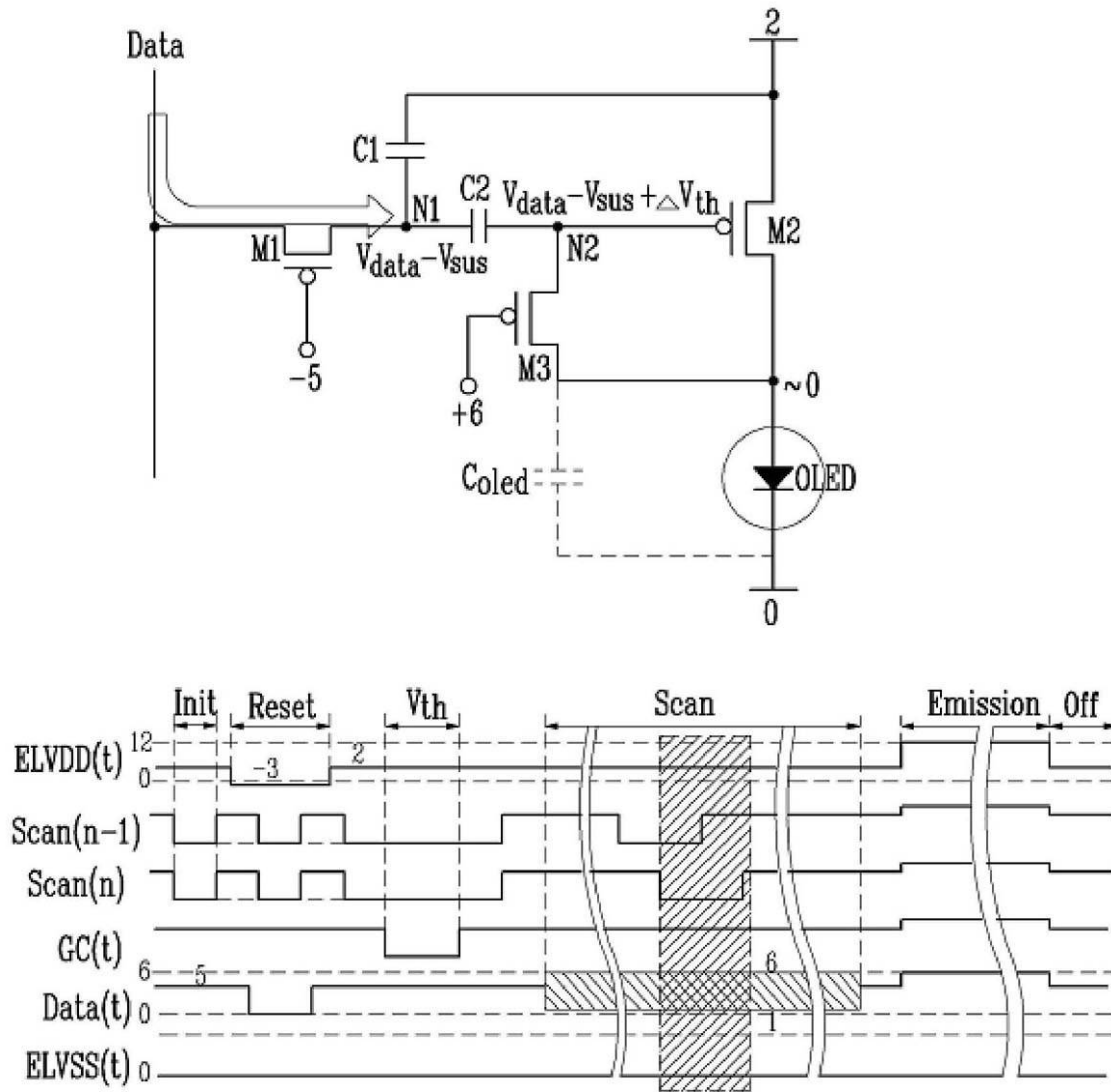 2
Data
C1
N1
C2
Vdata-Vsus+△Vth
M1
Vdata-Vsus
N2
M2
-5
M3
+6
~0
Coled
OLED
0
Init
Reset
Vth
Scan
Emission
Off
ELVDD(t)
12
0
-3
2
Scan(n-1)
Scan(n)
GC(t)
Data(t)
6
5
0
6
1
ELVSS(t)
0